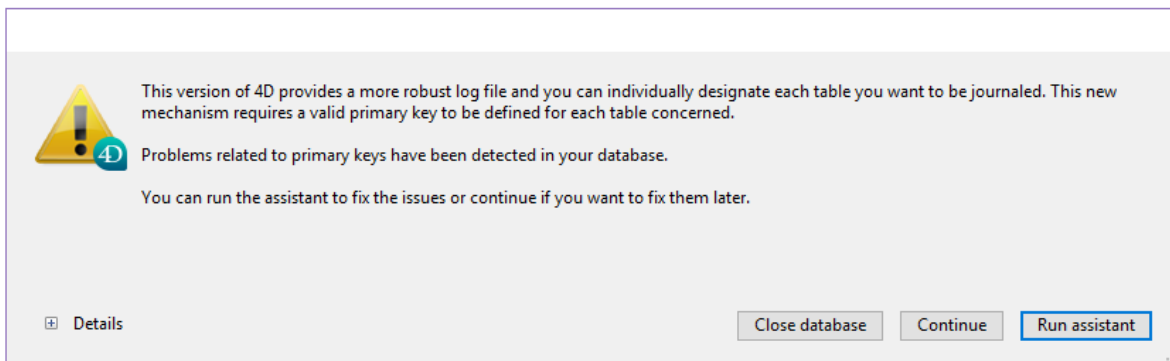 This version of 4D provides a more robust log file and you can individually designate each table you want to be journaled. This new
mechanism requires a valid primary key to be defined for each table concerned.
Problems related to primary keys have been detected in your database.
You can run the assistant to fix the issues or continue if you want to fix them later.
4D
Details
Close database
Continue
Run assistant